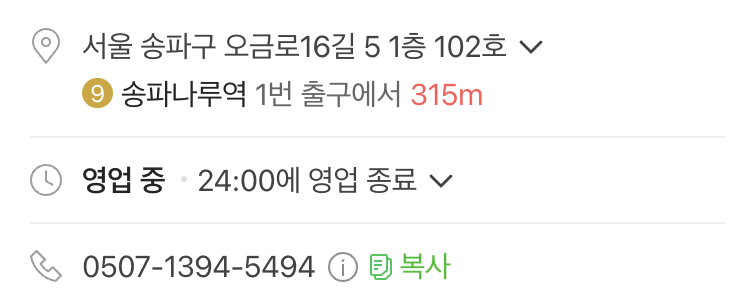 서울 송파구 오금로16길 5 1층 102호
9 송파나루역 1번 출구에서 315m
영업 중 · 24:00에 영업 종료
0507-1394-5494 복사